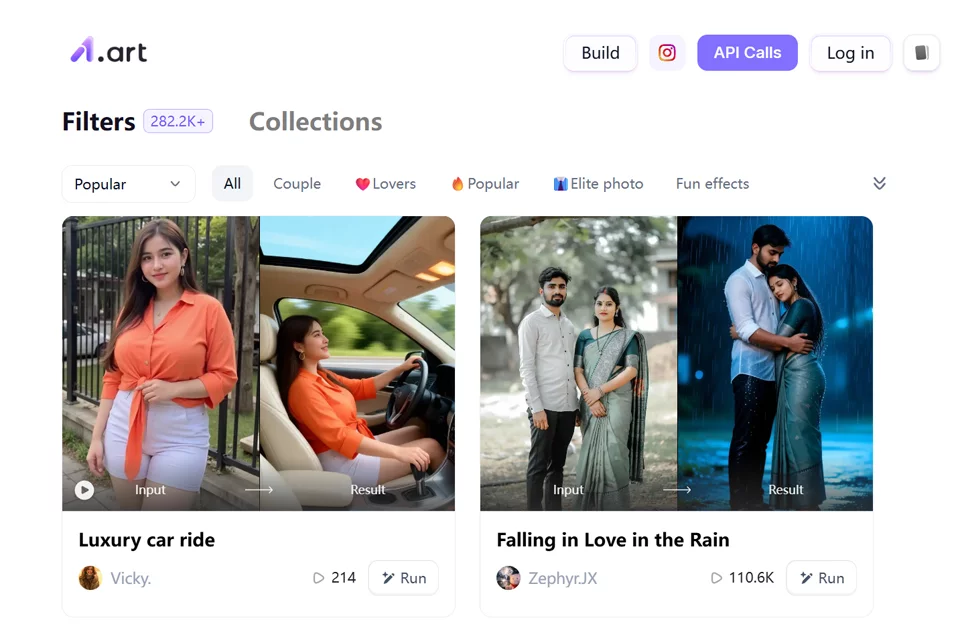 A.art
Build
API Calls
Log in
Filters 282.2K+ Collections
Popular All Couple ❤️Lovers 🔥Popular 👔Elite photo Fun effects
Input → Result
Input → Result
Luxury car ride
Vicky. 214 Run
Falling in Love in the Rain
Zephyr.JX 110.6K Run